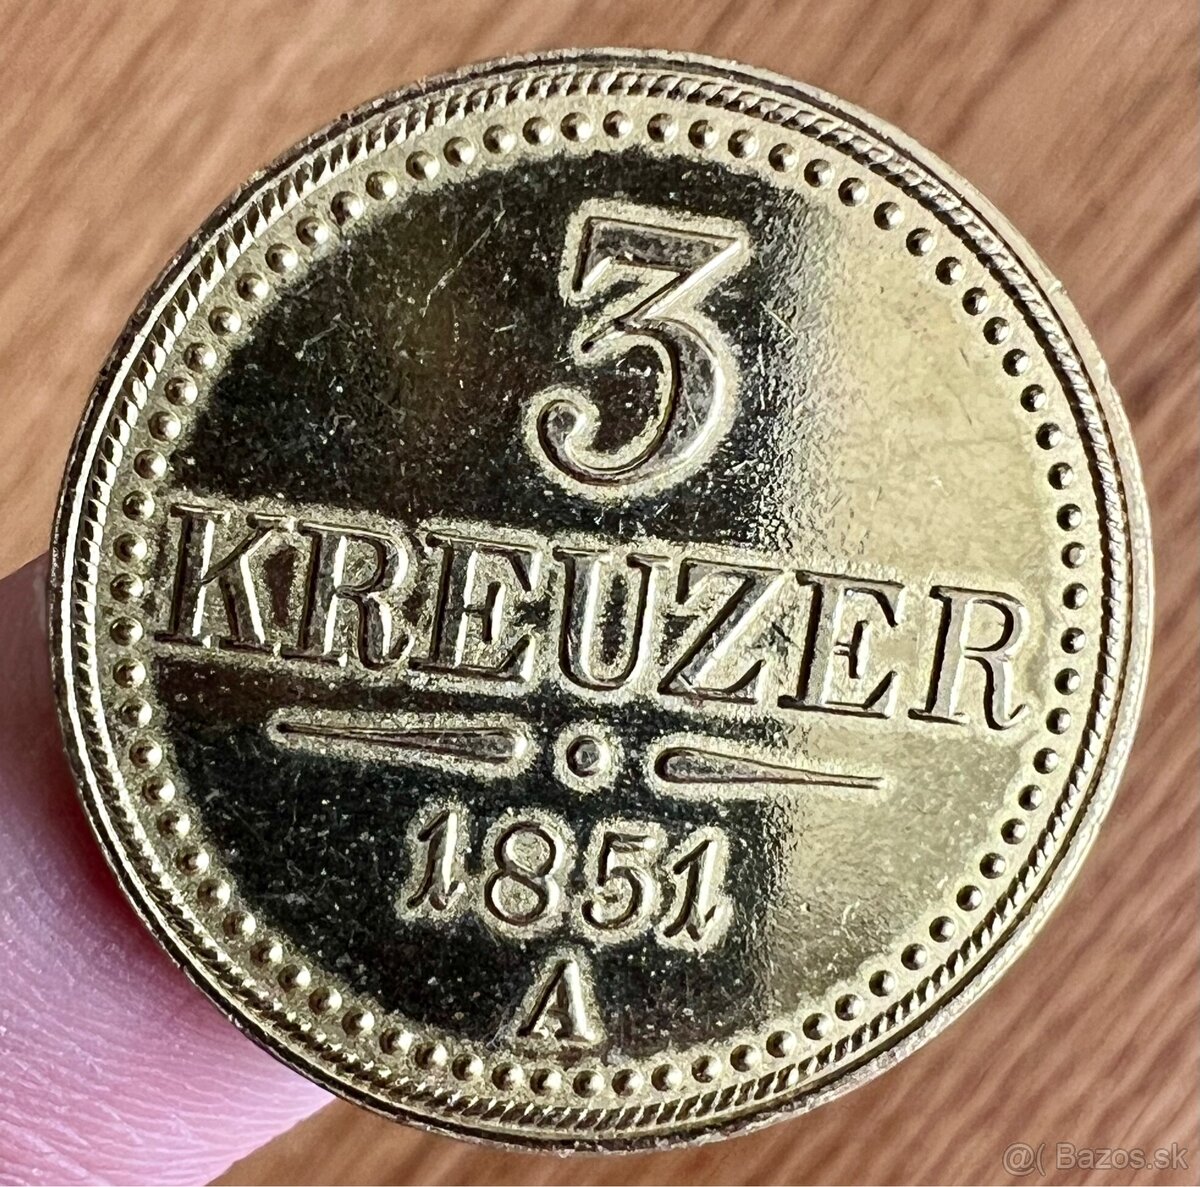 3
KREUZER
1851
A
@( Bazos.sk